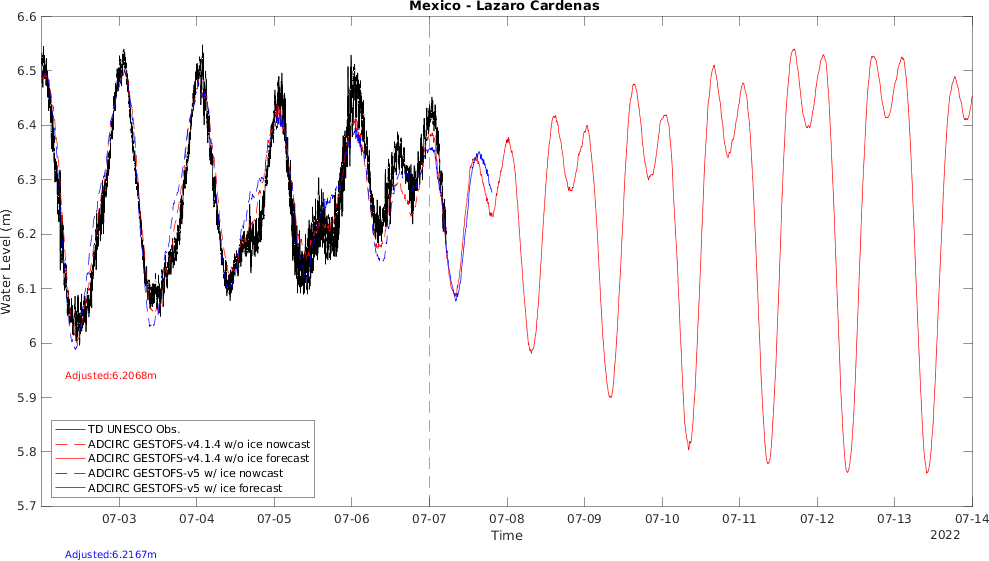 Mexico - Lazaro Cardenas
6.6
6.5
6.4
6.3
6.2
6.1
6
5.9
5.8
5.7
Water Level (m)
Adjusted:6.2068m
TD UNESCO Obs.
ADCIRC GESTOFS-v4.1.4 w/o ice nowcast
ADCIRC GESTOFS-v4.1.4 w/o ice forecast
ADCIRC GESTOFS-v5 w/ ice nowcast
ADCIRC GESTOFS-v5 w/ ice forecast
07-03 07-04 07-05 07-06 07-07 07-08 07-09 07-10 07-11 07-12 07-13 07-14
Time
2022
Adjusted:6.2167m